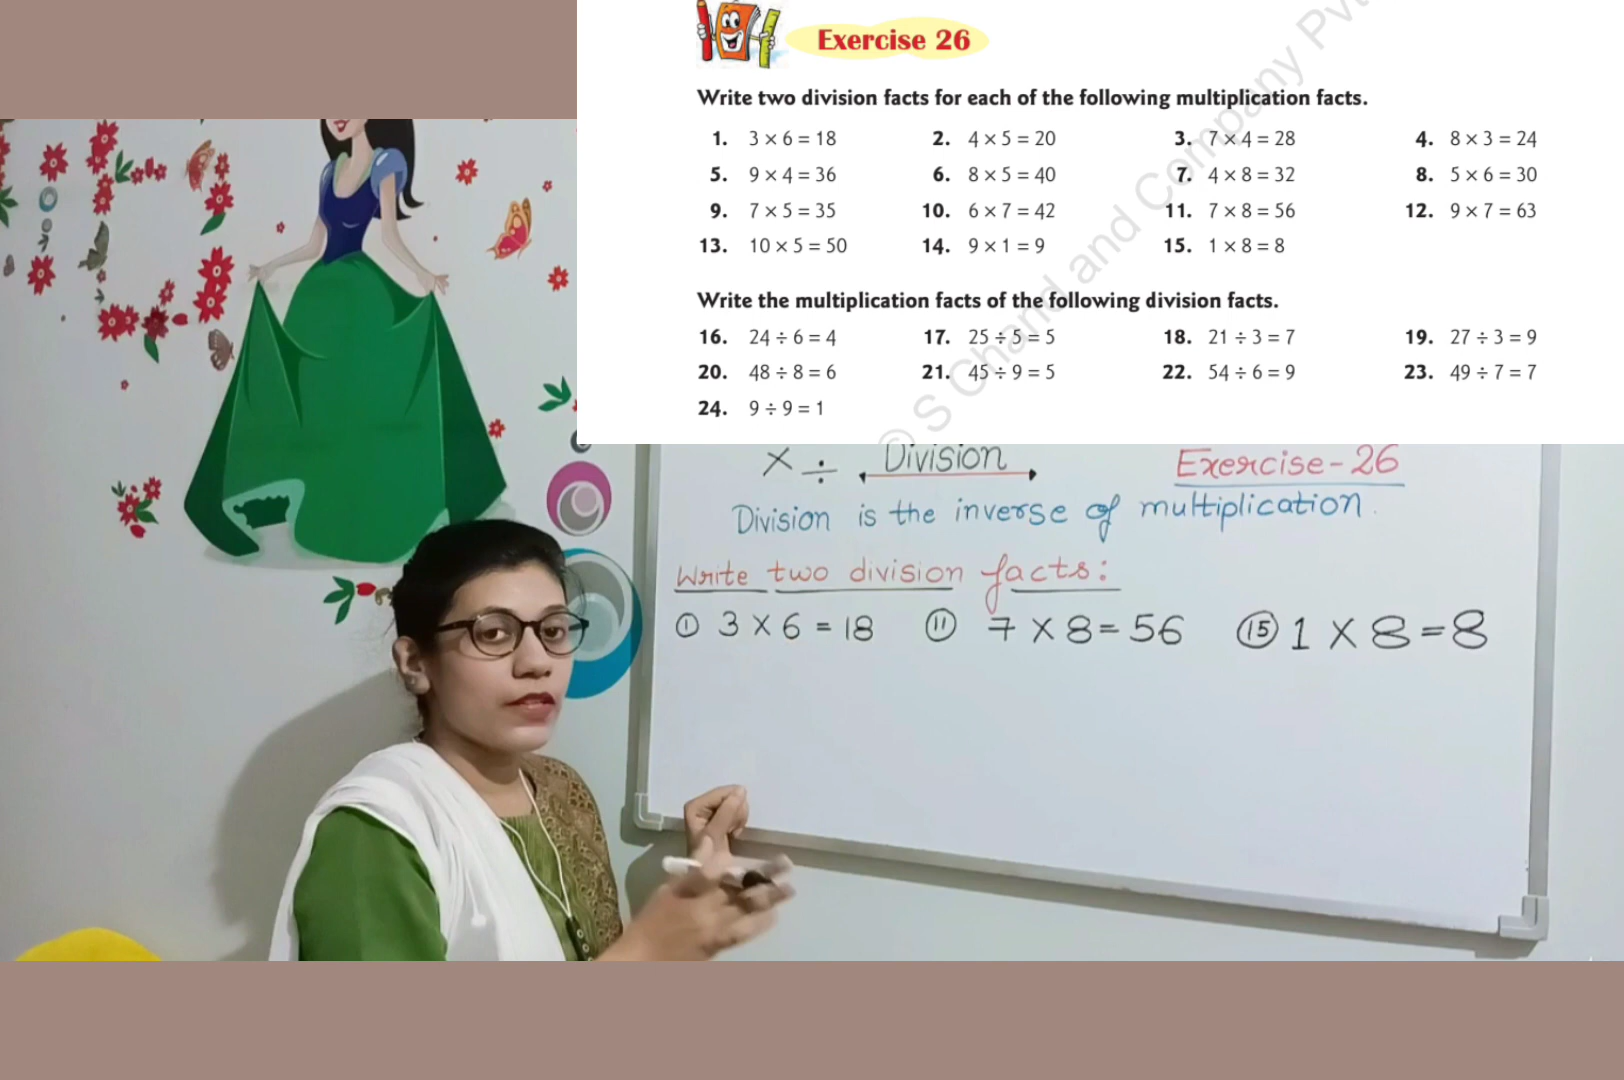 Exercise 26
Write two division facts for each of the following multiplication facts.
1. 3 × 6 = 18 2. 4 × 5 = 20 3. 7 × 4 = 28 4. 8 × 3 = 24
5. 9 × 4 = 36 6. 8 × 5 = 40 7. 4 × 8 = 32 8. 5 × 6 = 30
9. 7 × 5 = 35 10. 6 × 7 = 42 11. 7 × 8 = 56 12. 9 × 7 = 63
13. 10 × 5 = 50 14. 9 × 1 = 9 15. 1 × 8 = 8
Write the multiplication facts of the following division facts.
16. 24 ÷ 6 = 4 17. 25 ÷ 5 = 5 18. 21 ÷ 3 = 7 19. 27 ÷ 3 = 9
20. 48 ÷ 8 = 6 21. 45 ÷ 9 = 5 22. 54 ÷ 6 = 9 23. 49 ÷ 7 = 7
24. 9 ÷ 9 = 1
© S Chand and Company Pvt
× ÷ Division Exercise-26
Division is the inverse of multiplication.
Write two division facts:
① 3 × 6 = 18 ⑪ 7 × 8 = 56 ⑮ 1 × 8 = 8